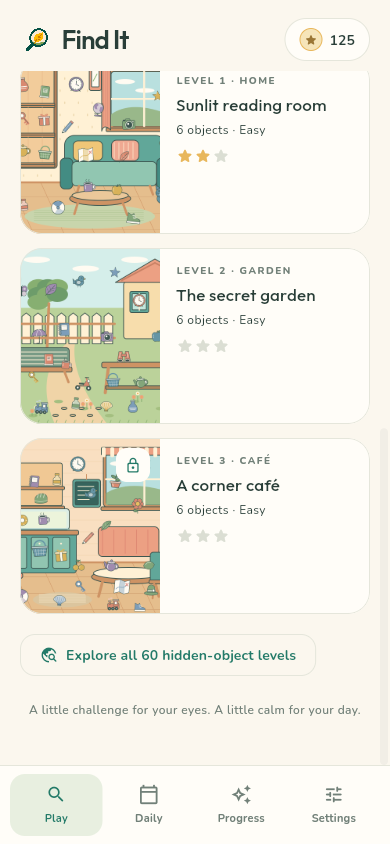 Find It
125
LEVEL 1 · HOME
Sunlit reading room
6 objects · Easy
LEVEL 2 · GARDEN
The secret garden
6 objects · Easy
LEVEL 3 · CAFÉ
A corner café
6 objects · Easy
Explore all 60 hidden-object levels
A little challenge for your eyes. A little calm for your day.
Play
Daily
Progress
Settings